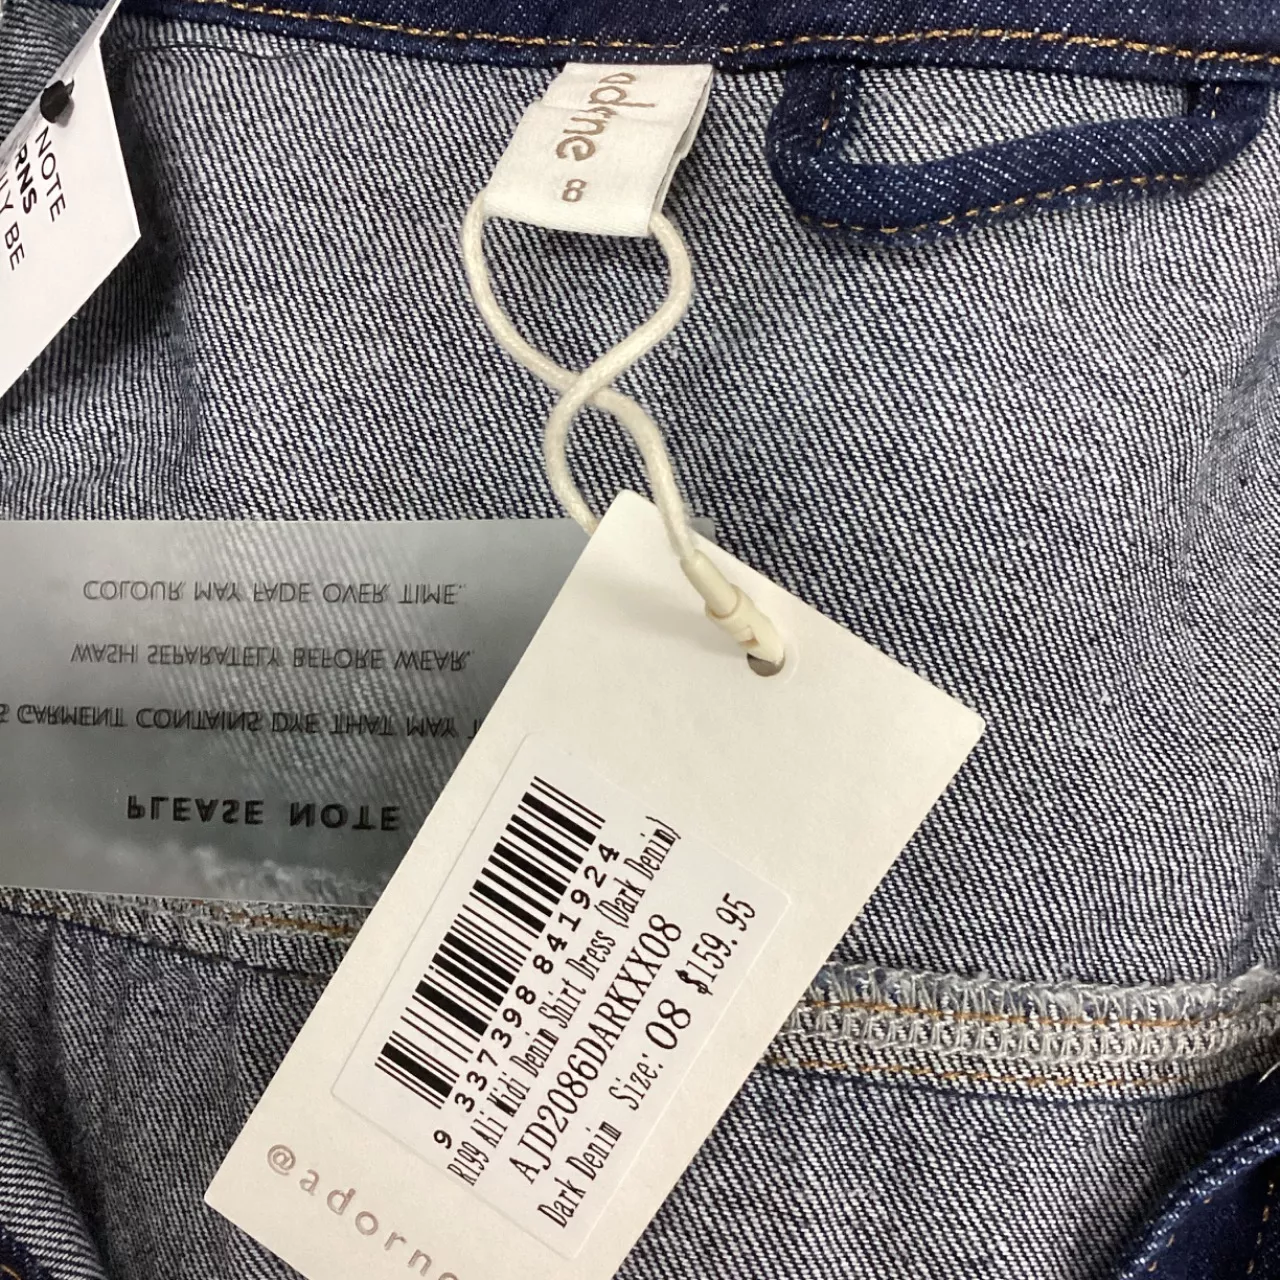 adorne
8
NOTE
RNS
LY BE
PLEASE NOTE
S GARMENT CONTAINS DYE THAT MAY
WASH SEPARATELY BEFORE WEAR.
COLOUR MAY FADE OVER TIME.
9 337398 841924
R199 Ali Midi Denim Shirt Dress (Dark Denim)
AJD2086DARKXX08
Dark Denim Size: 08 $159.95
@adorne